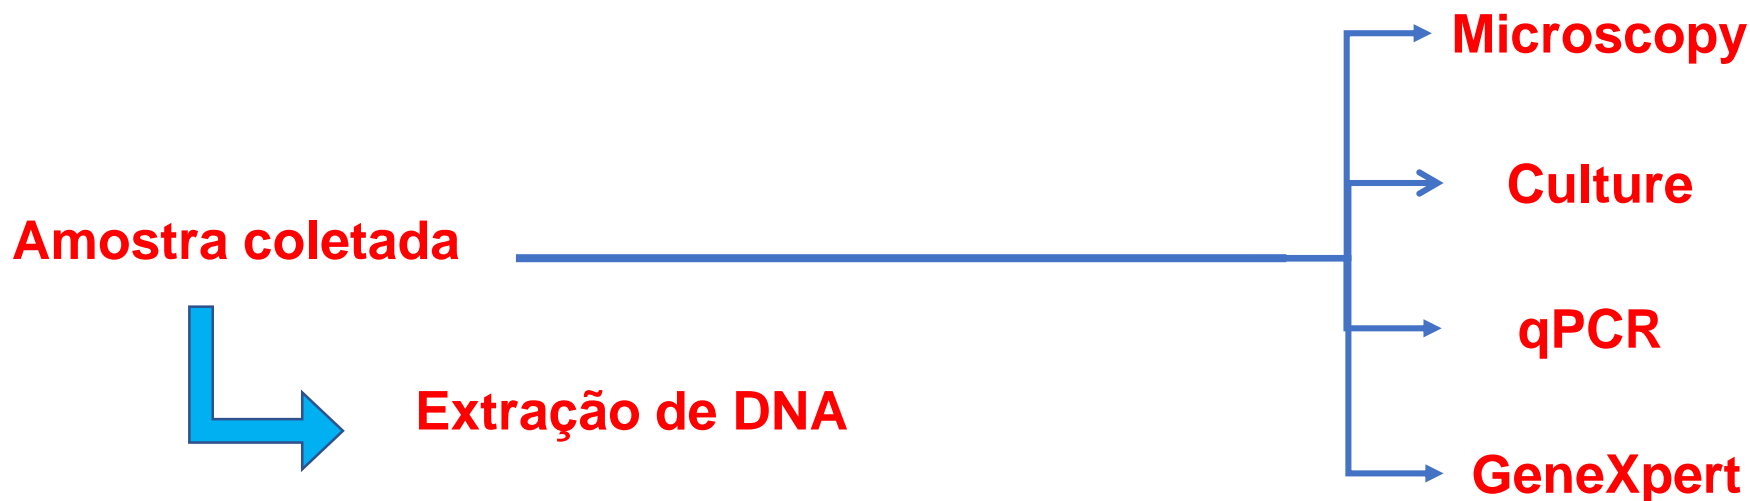 Microscopy
Culture
Amostra coletada
qPCR
Extração de DNA
GeneXpert